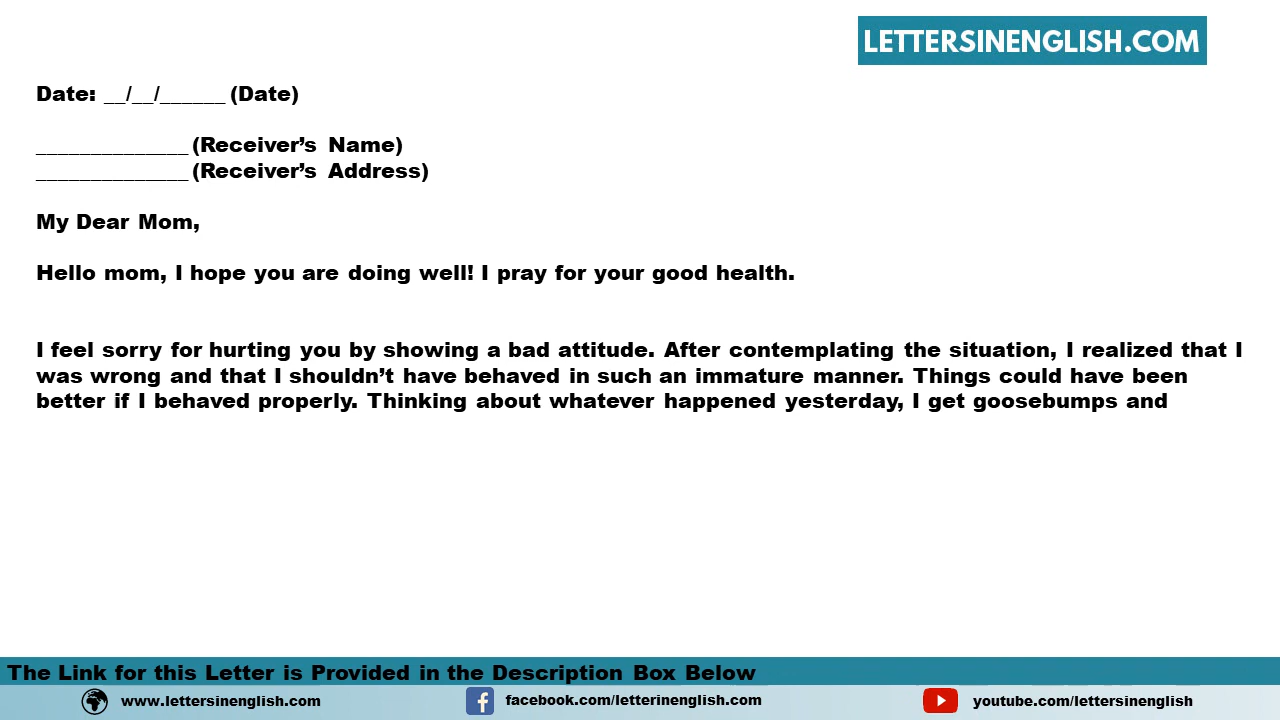 LETTERSINENGLISH.COM
Date: __/__/______ (Date)
______________ (Receiver’s Name)
______________ (Receiver’s Address)
My Dear Mom,
Hello mom, I hope you are doing well! I pray for your good health.
I feel sorry for hurting you by showing a bad attitude. After contemplating the situation, I realized that I
was wrong and that I shouldn’t have behaved in such an immature manner. Things could have been
better if I behaved properly. Thinking about whatever happened yesterday, I get goosebumps and
The Link for this Letter is Provided in the Description Box Below
www.lettersinenglish.com
facebook.com/letterinenglish.com
youtube.com/lettersinenglish